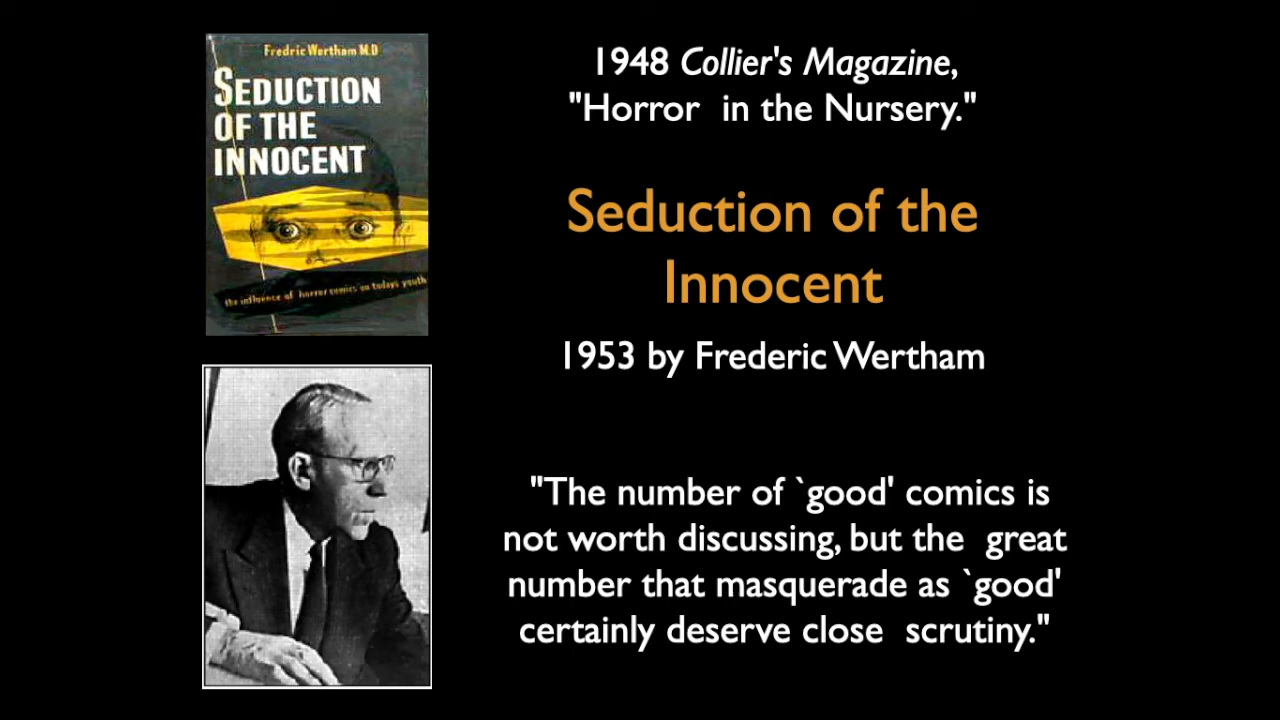 Fredric Wertham M.D
SEDUCTION
OF THE
INNOCENT
the influence of horror comics on todays youth
1948 Collier's Magazine,
"Horror  in the Nursery."
Seduction of the
Innocent
1953 by Frederic Wertham
"The number of `good' comics is
not worth discussing, but the  great
number that masquerade as `good'
certainly deserve close  scrutiny."